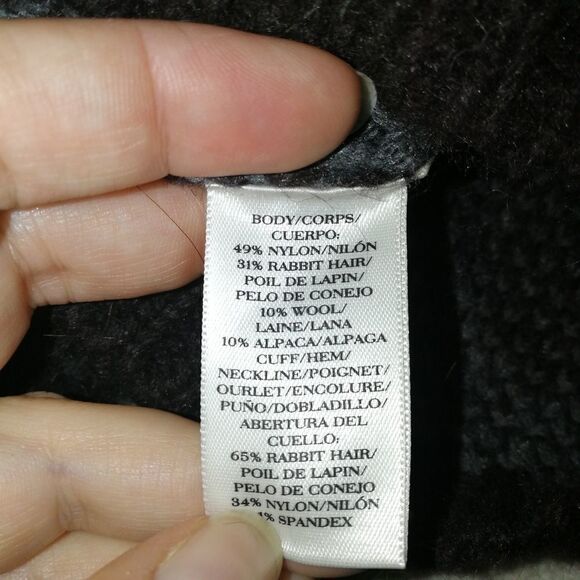 BODY/CORPS/
CUERPO:
49% NYLON/NILÓN
31% RABBIT HAIR/
POIL DE LAPIN/
PELO DE CONEJO
10% WOOL/
LAINE/LANA
10% ALPACA/ALPAGA
CUFF/HEM/
NECKLINE/POIGNET/
OURLET/ENCOLURE/
PUÑO/DOBLADILLO/
ABERTURA DEL
CUELLO:
65% RABBIT HAIR/
POIL DE LAPIN/
PELO DE CONEJO
34% NYLON/NILÓN
1% SPANDEX